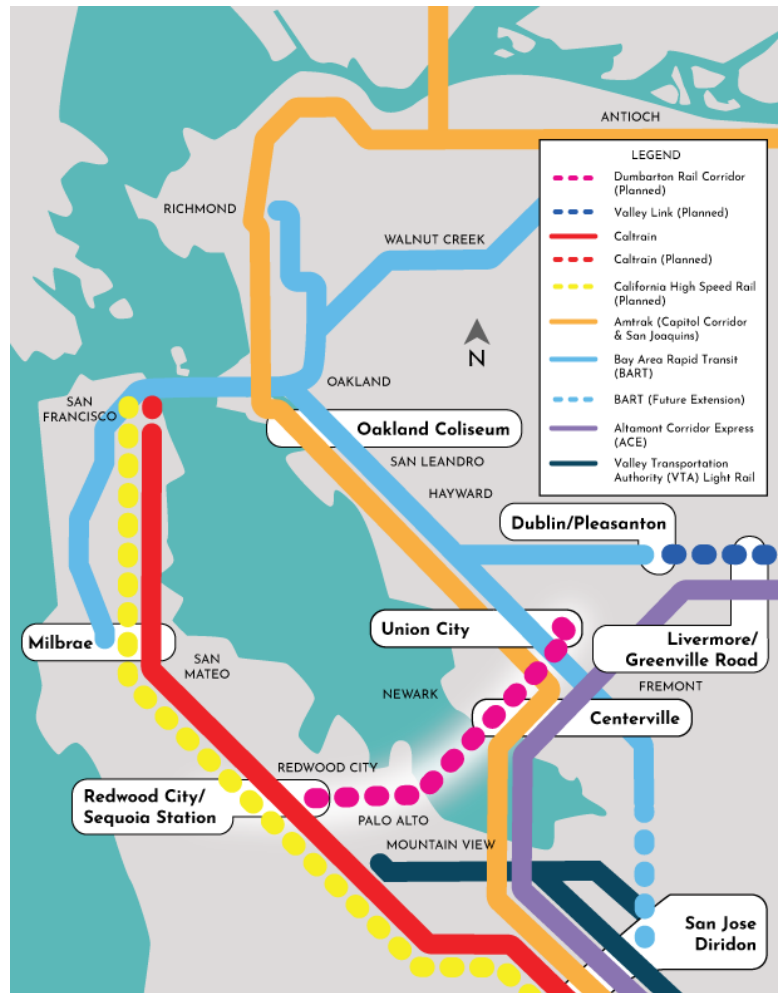 ANTIOCH
LEGEND
Dumbarton Rail Corridor
(Planned)
Valley Link (Planned)
Caltrain
Caltrain (Planned)
California High Speed Rail
(Planned)
Amtrak (Capitol Corridor
& San Joaquins)
Bay Area Rapid Transit
(BART)
BART (Future Extension)
Altamont Corridor Express
(ACE)
Valley Transportation
Authority (VTA) Light Rail
RICHMOND
WALNUT CREEK
N
OAKLAND
SAN
FRANCISCO
Oakland Coliseum
SAN LEANDRO
HAYWARD
Dublin/Pleasanton
Union City
Livermore/
Greenville Road
Milbrae
SAN
MATEO
FREMONT
NEWARK
Centerville
REDWOOD CITY
Redwood City/
Sequoia Station
PALO ALTO
MOUNTAIN VIEW
San Jose
Diridon